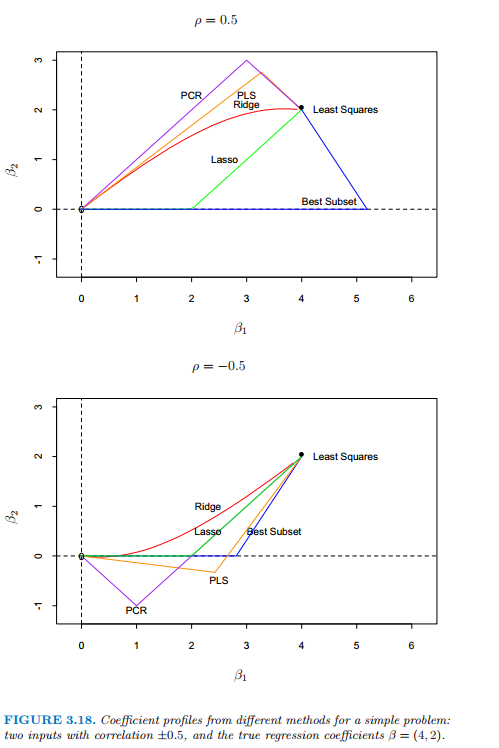 ρ = 0.5
3
PCR
PLS
Ridge
2
Least Squares
β2
Lasso
1
Best Subset
0
0
-1
0 1 2 3 4 5 6
β1
ρ = −0.5
3
2
Least Squares
β2
Ridge
1
Lasso
Best Subset
0
0
PLS
-1
PCR
0 1 2 3 4 5 6
β1
FIGURE 3.18. Coefficient profiles from different methods for a simple problem:
two inputs with correlation ±0.5, and the true regression coefficients β = (4, 2).